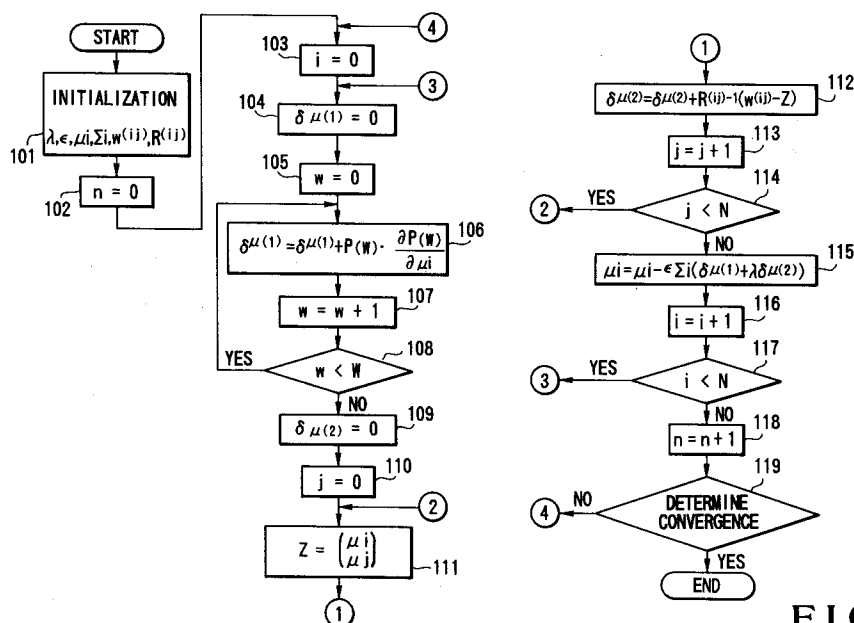 START
INITIALIZATION
λ,ϵ,μi,Σi,w(ij),R(ij)
101
n = 0
102
4
103
i = 0
3
104
δμ(1) = 0
105
w = 0
δμ(1)=δμ(1)+P(W)· ∂P(W)/∂μi
106
107
w = w + 1
YES
w < W
108
NO
δμ(2) = 0
109
j = 0
110
2
Z = (μi μj)
111
1
1
δμ(2)=δμ(2)+R(ij)-1(w(ij)-Z)
112
113
j = j + 1
114
YES
2
j < N
NO
115
μi=μi-ϵΣi(δμ(1)+λδμ(2))
116
i = i + 1
117
YES
3
i < N
NO
118
n = n + 1
119
NO
4
DETERMINE
CONVERGENCE
YES
END